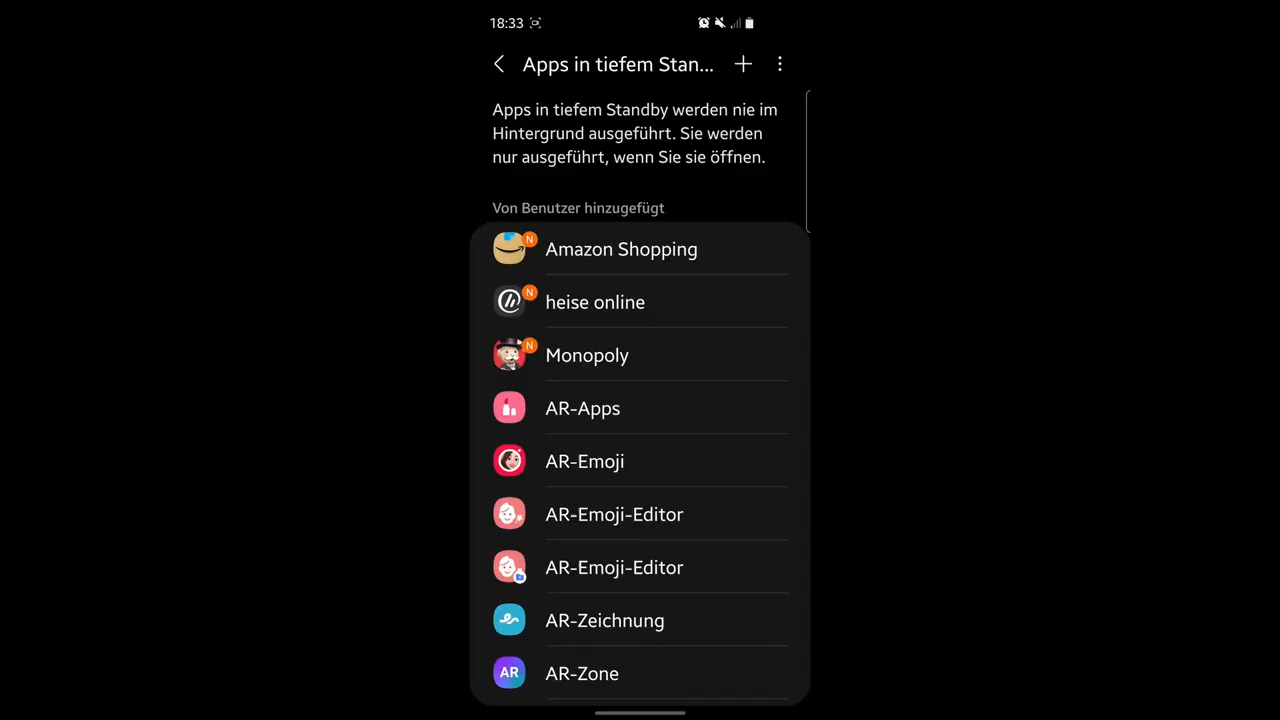 18:33
Apps in tiefem Stan...
Apps in tiefem Standby werden nie im
Hintergrund ausgeführt. Sie werden
nur ausgeführt, wenn Sie sie öffnen.
Von Benutzer hinzugefügt
N
Amazon Shopping
N
heise online
N
Monopoly
AR-Apps
AR-Emoji
AR-Emoji-Editor
AR-Emoji-Editor
AR-Zeichnung
AR
AR-Zone